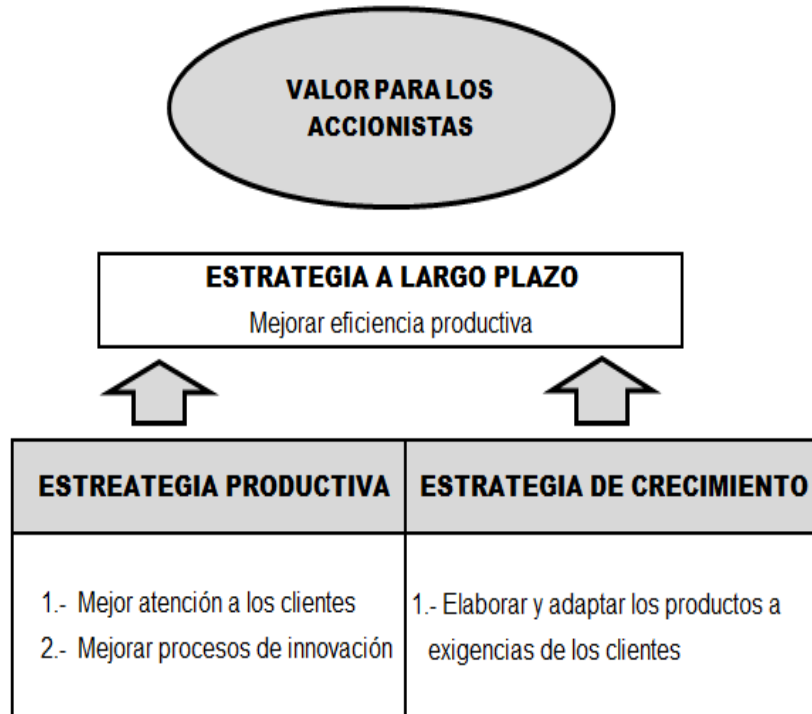 VALOR PARA LOS
ACCIONISTAS
ESTRATEGIA A LARGO PLAZO
Mejorar eficiencia productiva
ESTREATEGIA PRODUCTIVA
ESTRATEGIA DE CRECIMIENTO
1.- Mejor atención a los clientes
2.- Mejorar procesos de innovación
1.- Elaborar y adaptar los productos a
exigencias de los clientes